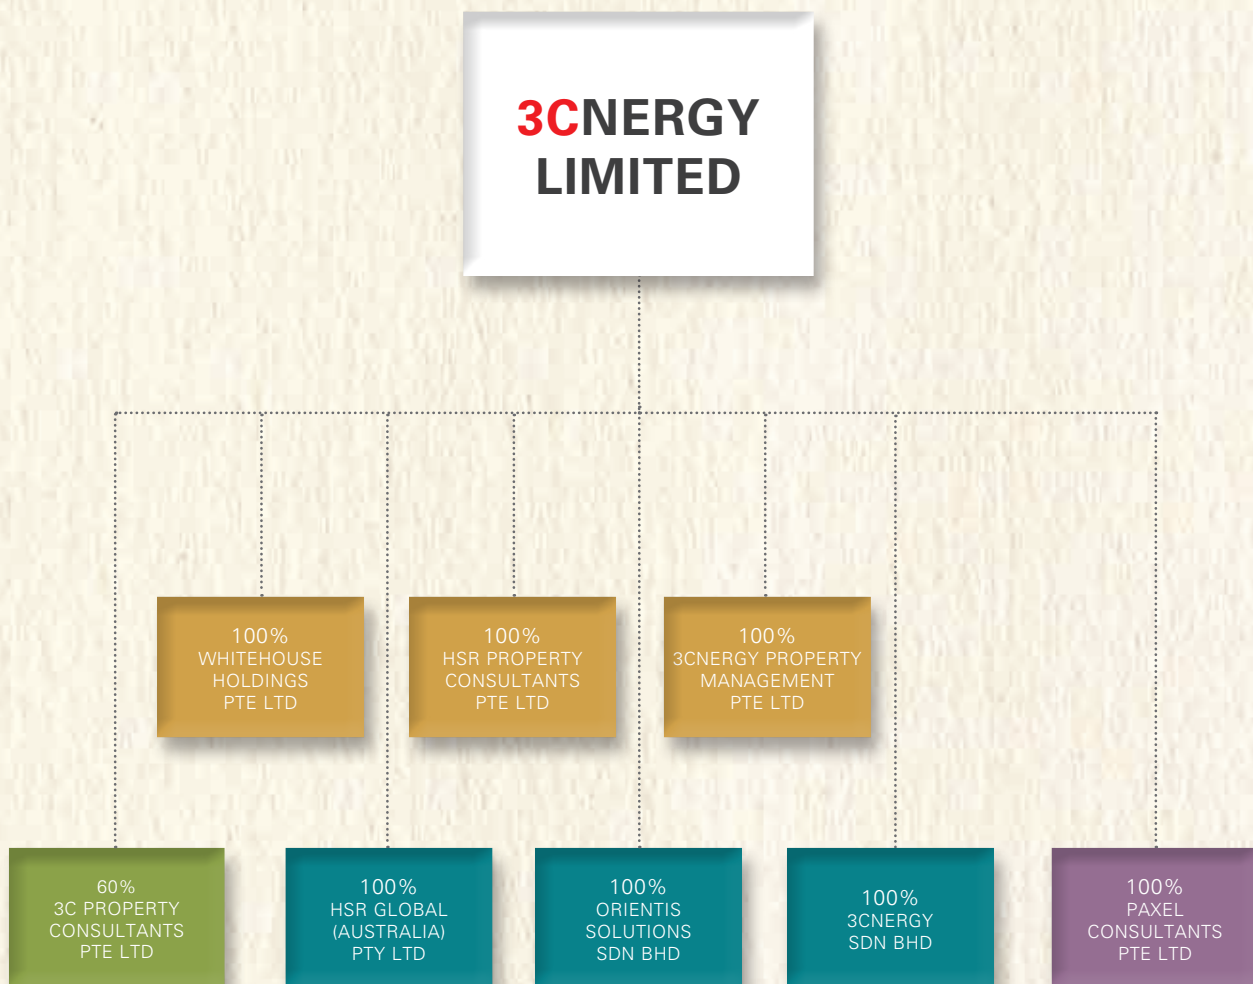 3CNERGY
LIMITED
100%
WHITEHOUSE
HOLDINGS
PTE LTD
100%
HSR PROPERTY
CONSULTANTS
PTE LTD
100%
3CNERGY PROPERTY
MANAGEMENT
PTE LTD
60%
3C PROPERTY
CONSULTANTS
PTE LTD
100%
HSR GLOBAL
(AUSTRALIA)
PTY LTD
100%
ORIENTIS
SOLUTIONS
SDN BHD
100%
3CNERGY
SDN BHD
100%
PAXEL
CONSULTANTS
PTE LTD